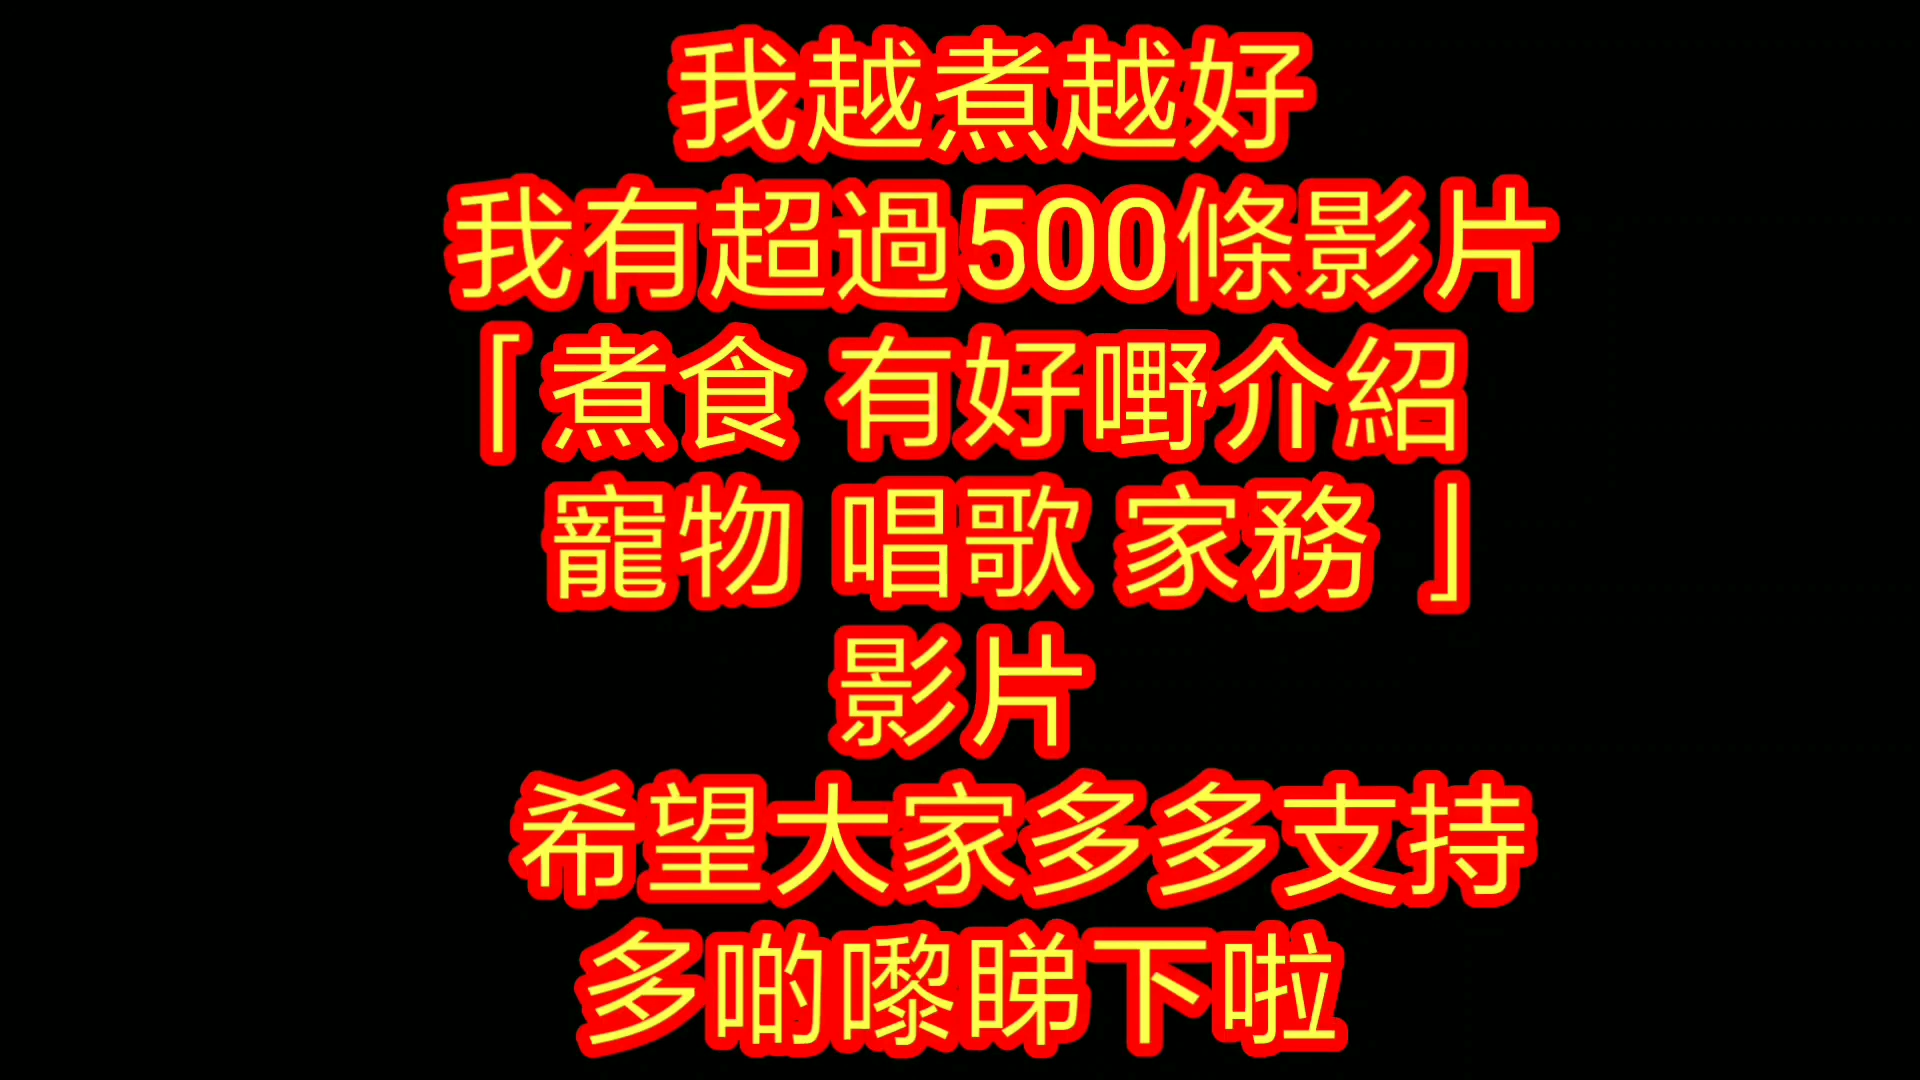 我越煮越好
我有超過500條影片
「煮食 有好嘢介紹
寵物 唱歌 家務 」
影片
希望大家多多支持
多啲嚟睇下啦